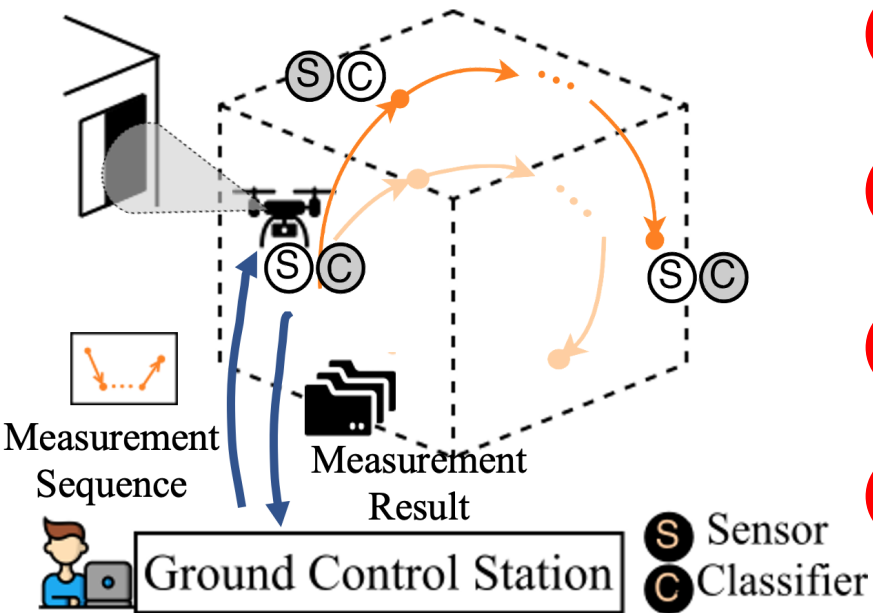 S C
S C
S C
Measurement
Sequence
Measurement
Result
Ground Control Station
S Sensor
C Classifier